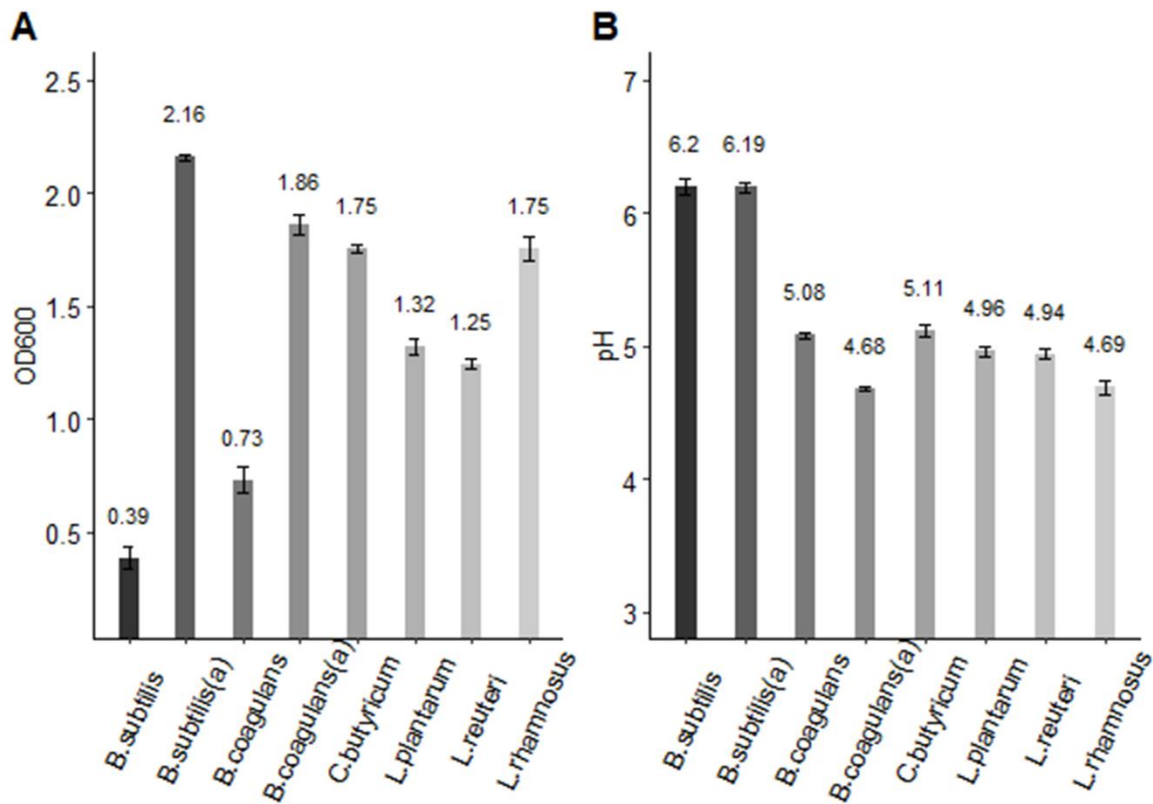 A
OD600
2.5
2.0
1.5
1.0
0.5
0.39
2.16
0.73
1.86
1.75
1.32
1.25
1.75
B.subtilis
B.subtilis(a)
B.coagulans
B.coagulans(a)
C.butyricum
L.plantarum
L.reuteri
L.rhamnosus
B
pH
7
6
5
4
3
6.2
6.19
5.08
4.68
5.11
4.96
4.94
4.69
B.subtilis
B.subtilis(a)
B.coagulans
B.coagulans(a)
C.butyricum
L.plantarum
L.reuteri
L.rhamnosus